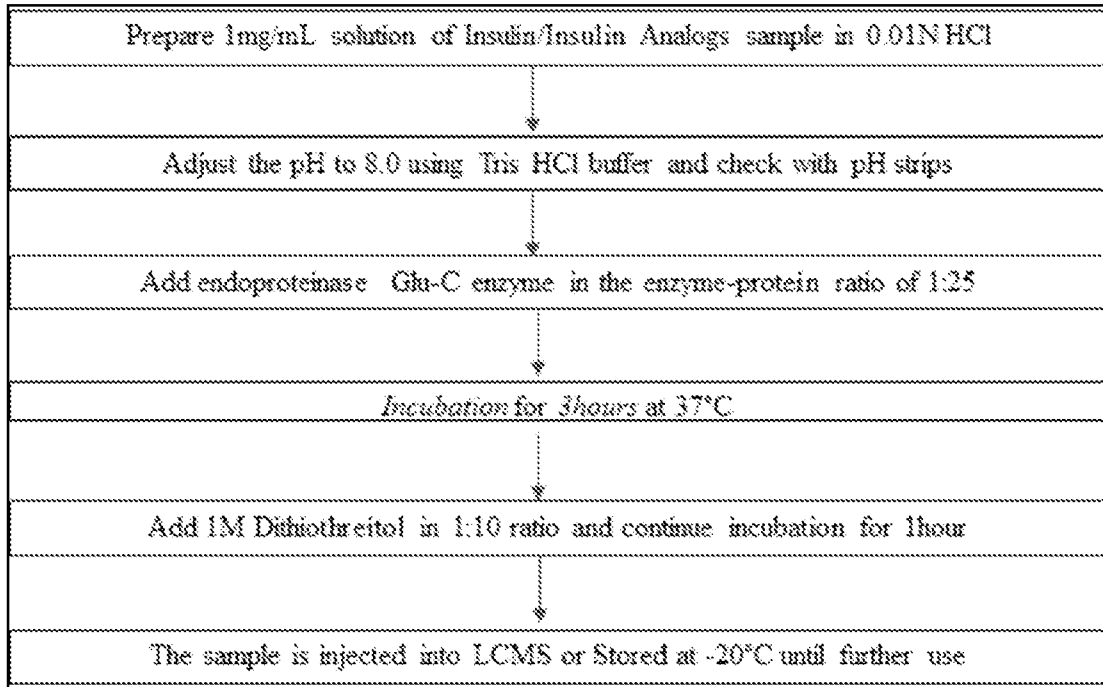 Prepare 1mg/mL solution of Insulin/Insulin Analogs sample in 0.01N HCl
Adjust the pH to 8.0 using Tris HCl buffer and check with pH strips
Add endoproteinase Glu-C enzyme in the enzyme-protein ratio of 1:25
Incubation for 3hours at 37°C
Add 1M Dithiothreitol in 1:10 ratio and continue incubation for 1hour
The sample is injected into LCMS or Stored at -20°C until further use